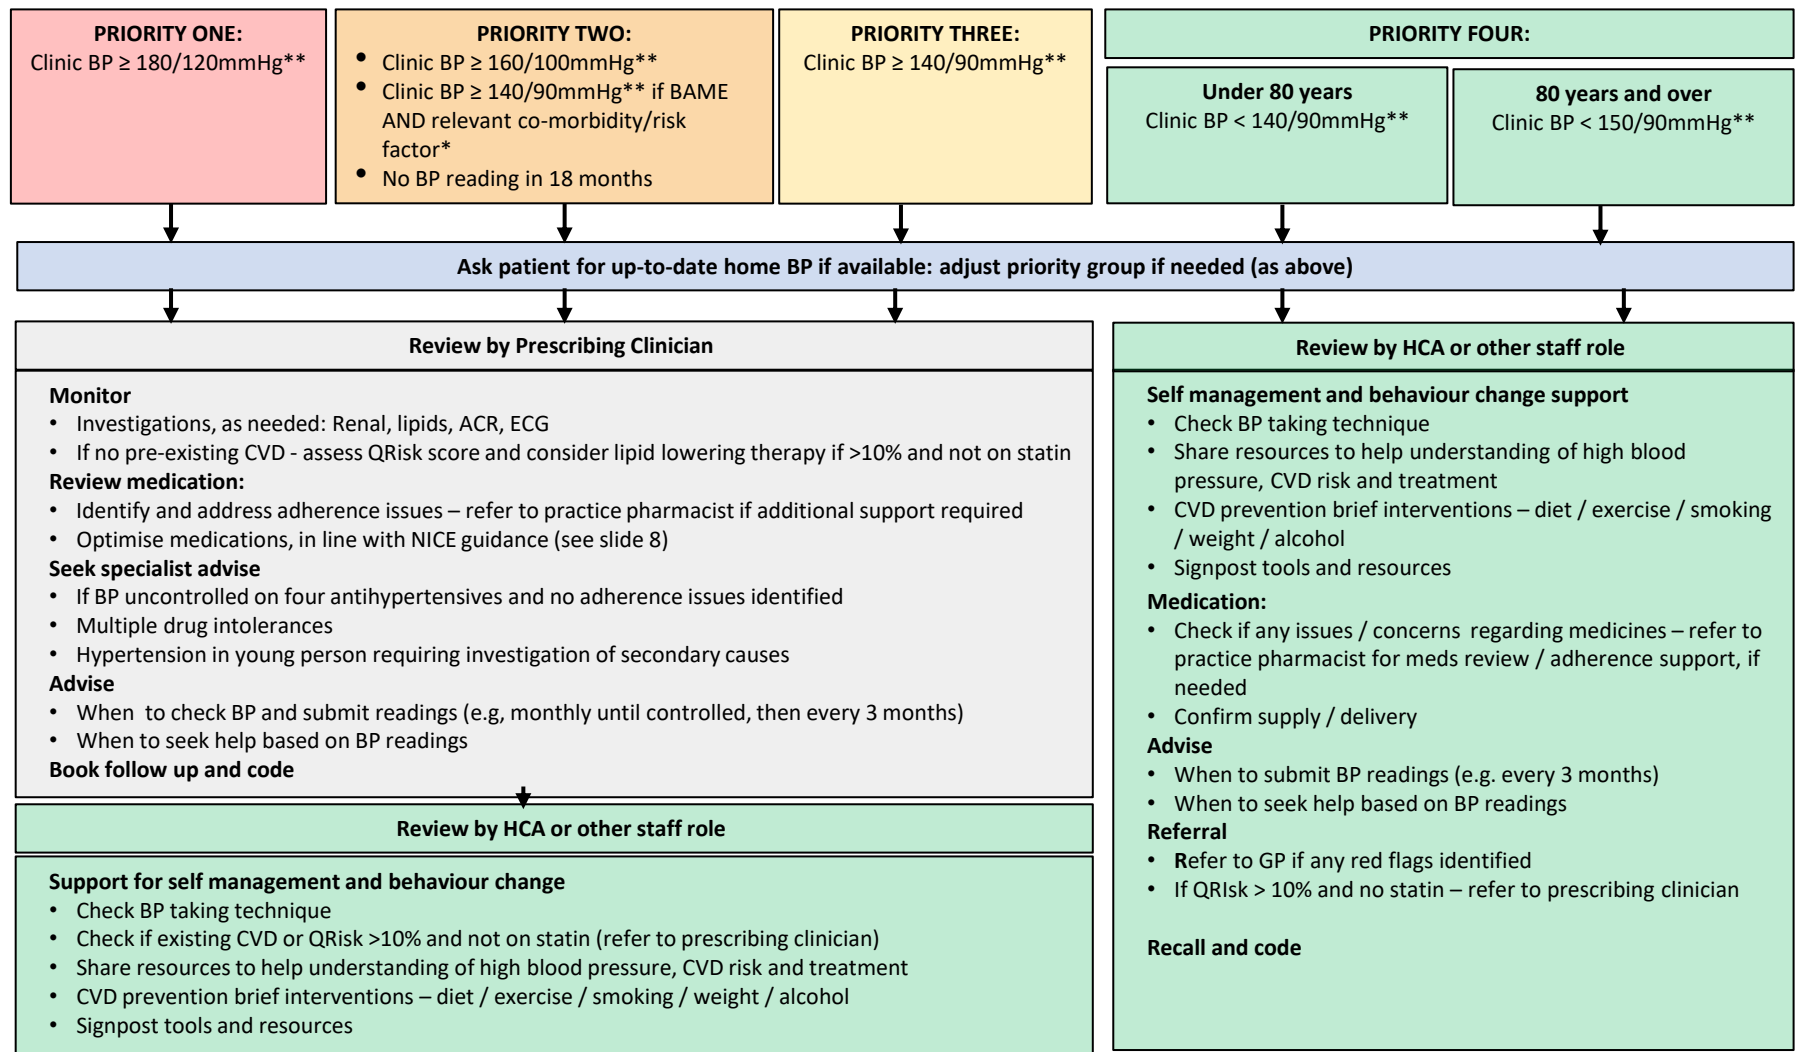 PRIORITY ONE:
Clinic BP ≥ 180/120mmHg**
PRIORITY TWO:
• Clinic BP ≥ 160/100mmHg**
• Clinic BP ≥ 140/90mmHg** if BAME
AND relevant co-morbidity/risk
factor*
• No BP reading in 18 months
PRIORITY THREE:
Clinic BP ≥ 140/90mmHg**
PRIORITY FOUR:
Under 80 years
Clinic BP < 140/90mmHg**
80 years and over
Clinic BP < 150/90mmHg**
Ask patient for up-to-date home BP if available: adjust priority group if needed (as above)
Review by Prescribing Clinician
Monitor
• Investigations, as needed: Renal, lipids, ACR, ECG
• If no pre-existing CVD - assess QRisk score and consider lipid lowering therapy if >10% and not on statin
Review medication:
• Identify and address adherence issues – refer to practice pharmacist if additional support required
• Optimise medications, in line with NICE guidance (see slide 8)
Seek specialist advise
• If BP uncontrolled on four antihypertensives and no adherence issues identified
• Multiple drug intolerances
• Hypertension in young person requiring investigation of secondary causes
Advise
• When to check BP and submit readings (e.g, monthly until controlled, then every 3 months)
• When to seek help based on BP readings
Book follow up and code
Review by HCA or other staff role
Support for self management and behaviour change
• Check BP taking technique
• Check if existing CVD or QRisk >10% and not on statin (refer to prescribing clinician)
• Share resources to help understanding of high blood pressure, CVD risk and treatment
• CVD prevention brief interventions – diet / exercise / smoking / weight / alcohol
• Signpost tools and resources
Review by HCA or other staff role
Self management and behaviour change support
• Check BP taking technique
• Share resources to help understanding of high blood
pressure, CVD risk and treatment
• CVD prevention brief interventions – diet / exercise / smoking
/ weight / alcohol
• Signpost tools and resources
Medication:
• Check if any issues / concerns regarding medicines – refer to
practice pharmacist for meds review / adherence support, if
needed
• Confirm supply / delivery
Advise
• When to submit BP readings (e.g. every 3 months)
• When to seek help based on BP readings
Referral
• Refer to GP if any red flags identified
• If QRIsk > 10% and no statin – refer to prescribing clinician
Recall and code